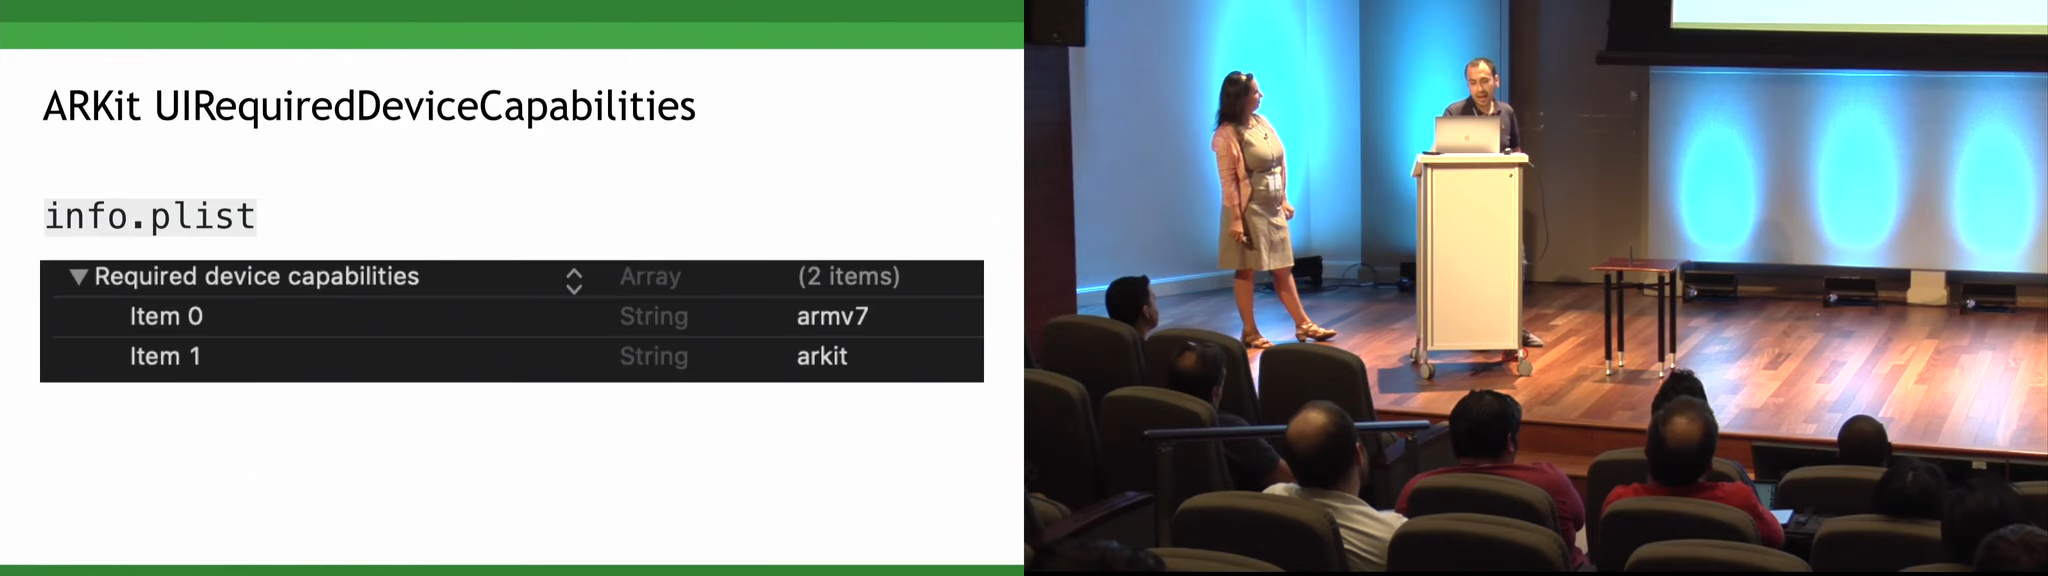 ARKit UIRequiredDeviceCapabilities
info.plist
Required device capabilities Array (2 items)
Item 0 String armv7
Item 1 String arkit